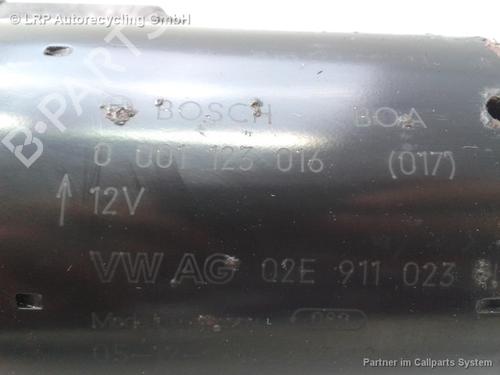 © LRP Autorecycling GmbH
B-PARTS
BOSCH BOA
0 001 123 016 (017)
12V
VW AG 02E 911 023
Partner im Callparts System